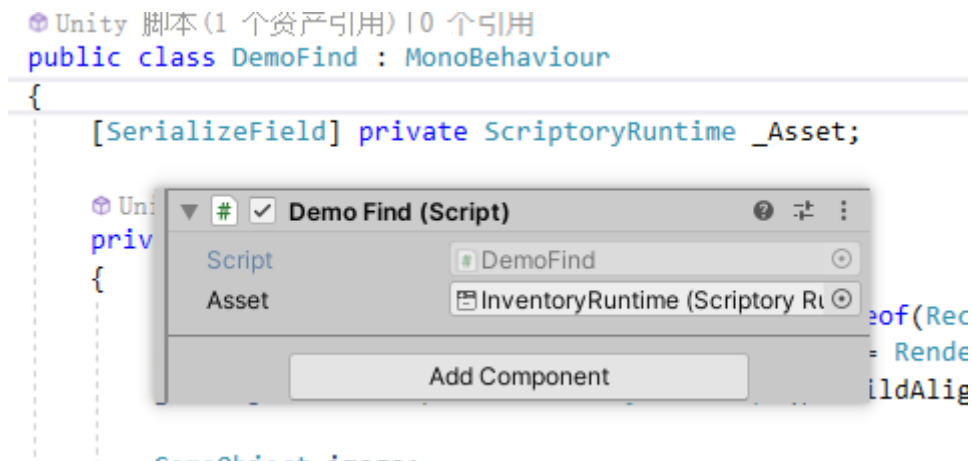 Unity 脚本(1 个资产引用)|0 个引用
public class DemoFind : MonoBehaviour
{
[SerializeField] private ScriptoryRuntime _Asset;
Demo Find (Script)
Script DemoFind
Asset InventoryRuntime (Scriptory
Add Component
{